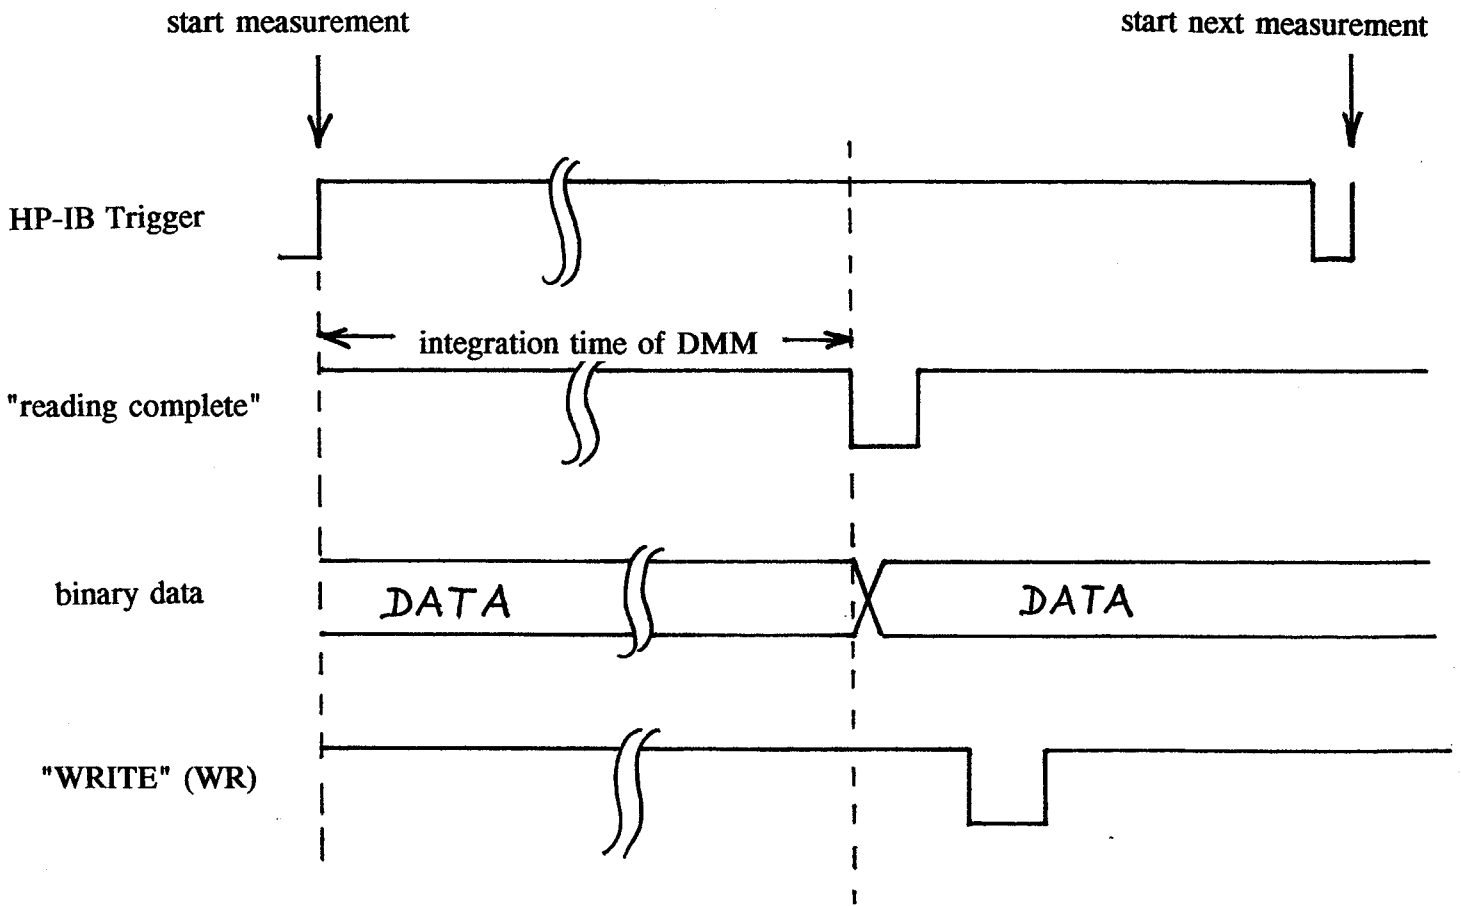 start measurement
start next measurement
HP-IB Trigger
integration time of DMM
"reading complete"
binary data
DATA
DATA
"WRITE" (WR)